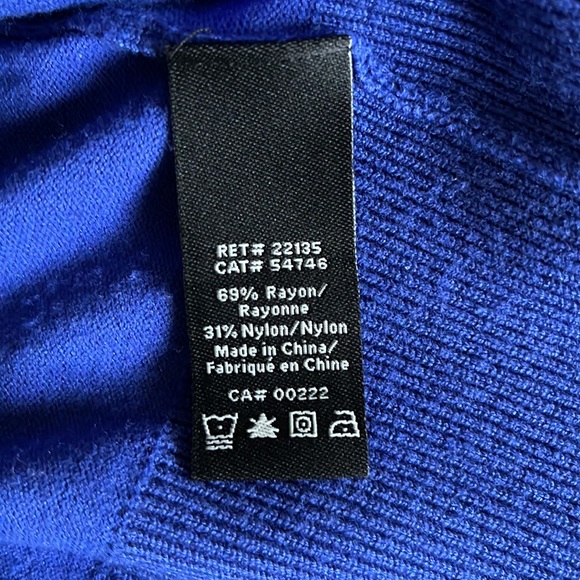 RET# 22135
CAT# 54746
69% Rayon/
Rayonne
31% Nylon/Nylon
Made in China/
Fabriqué en Chine
CA# 00222